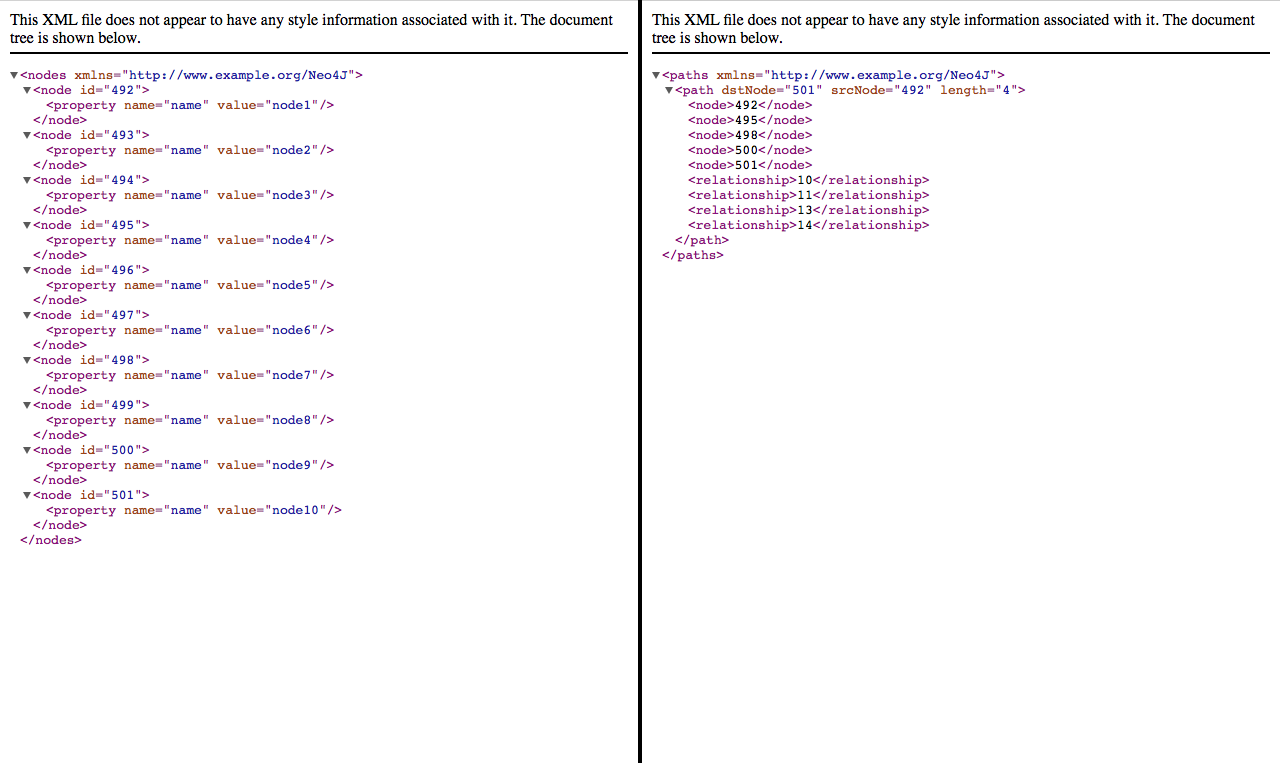 This XML file does not appear to have any style information associated with it. The document
tree is shown below.
▼<nodes xmlns="http://www.example.org/Neo4J">
▼<node id="492">
<property name="name" value="node1"/>
</node>
▼<node id="493">
<property name="name" value="node2"/>
</node>
▼<node id="494">
<property name="name" value="node3"/>
</node>
▼<node id="495">
<property name="name" value="node4"/>
</node>
▼<node id="496">
<property name="name" value="node5"/>
</node>
▼<node id="497">
<property name="name" value="node6"/>
</node>
▼<node id="498">
<property name="name" value="node7"/>
</node>
▼<node id="499">
<property name="name" value="node8"/>
</node>
▼<node id="500">
<property name="name" value="node9"/>
</node>
▼<node id="501">
<property name="name" value="node10"/>
</node>
</nodes>
This XML file does not appear to have any style information associated with it. The document
tree is shown below.
▼<paths xmlns="http://www.example.org/Neo4J">
▼<path dstNode="501" srcNode="492" length="4">
<node>492</node>
<node>495</node>
<node>498</node>
<node>500</node>
<node>501</node>
<relationship>10</relationship>
<relationship>11</relationship>
<relationship>13</relationship>
<relationship>14</relationship>
</path>
</paths>